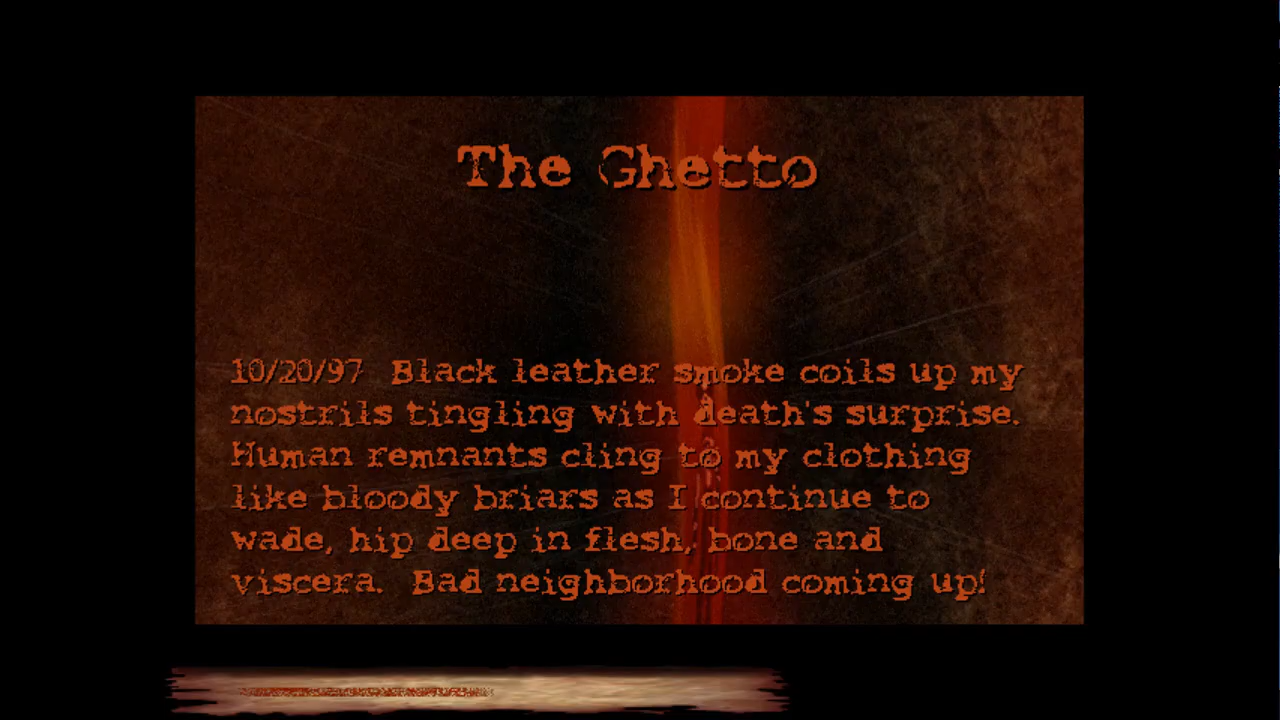 The Ghetto
10/20/97 Black leather smoke coils up my
nostrils tingling with death's surprise.
Human remnants cling to my clothing
like bloody briars as I continue to
wade, hip deep in flesh, bone and
viscera. Bad neighborhood coming up!